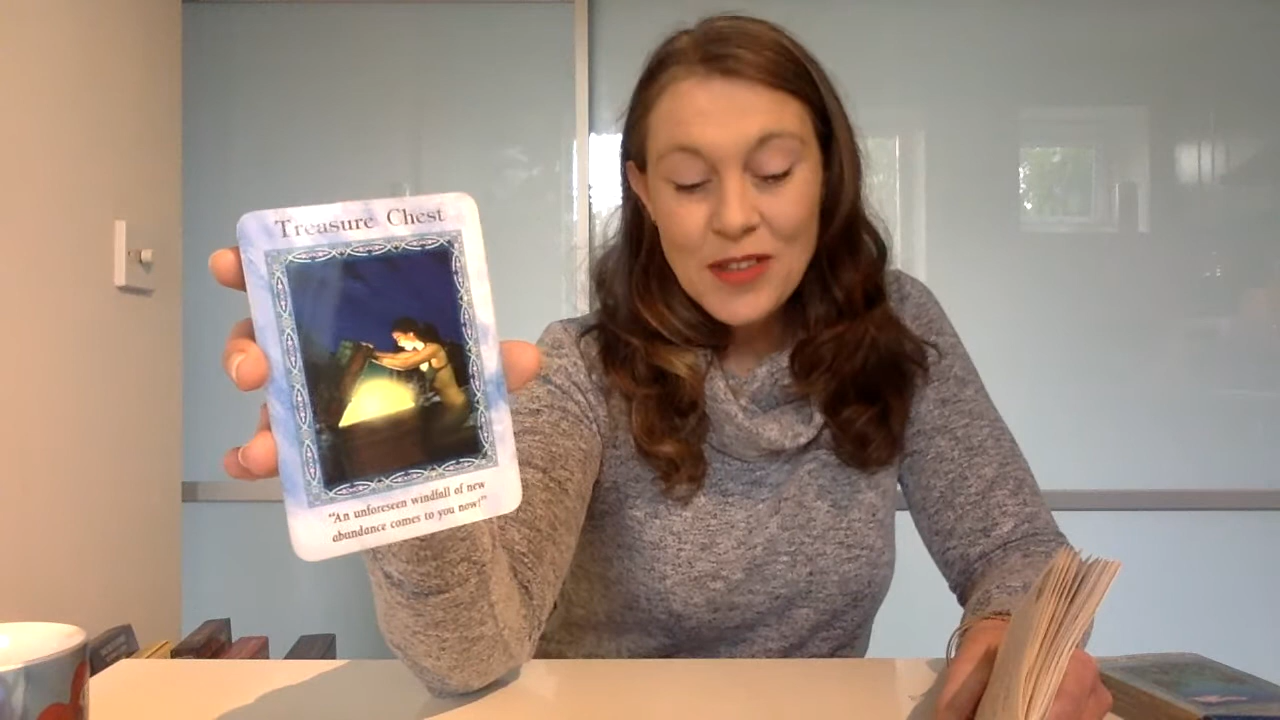 Treasure Chest
"An unforeseen windfall of new
abundance comes to you now!"